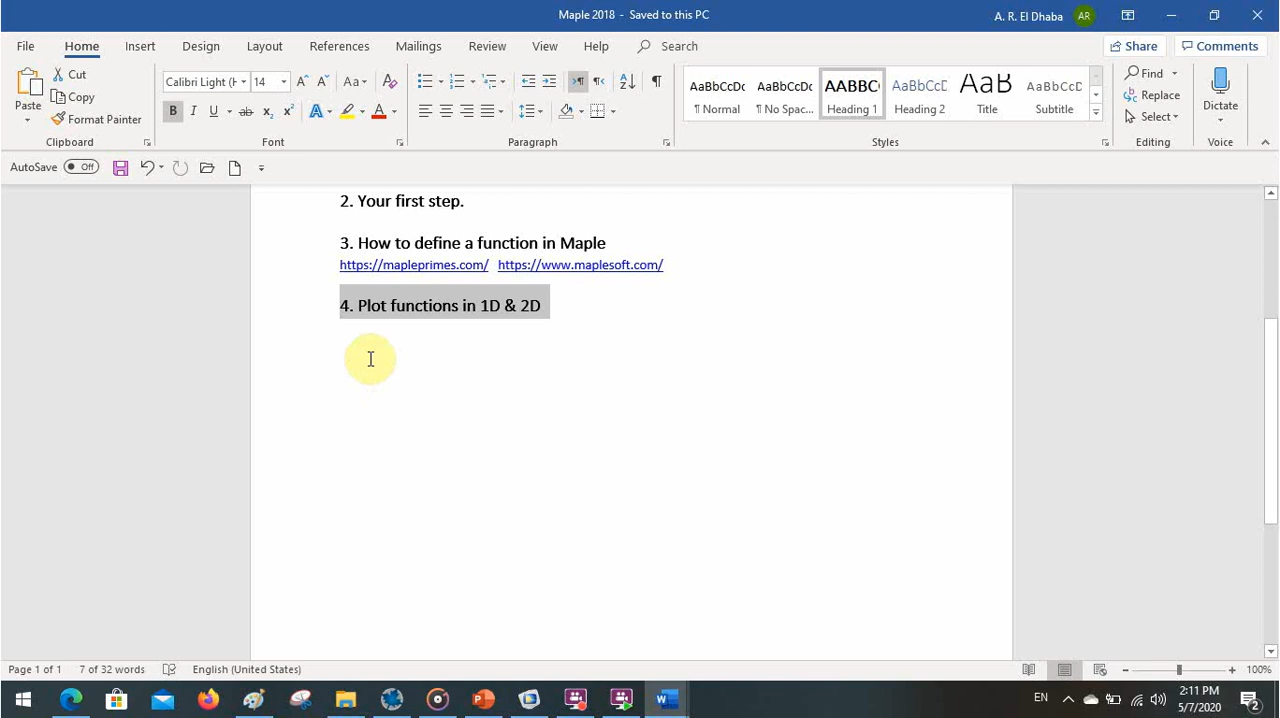 Maple 2018 - Saved to this PC
A. R. El Dhaba
AR
File Home Insert Design Layout References Mailings Review View Help Search
Share Comments
Paste
Cut
Copy
Format Painter
Clipboard
Calibri Light (H 14
Font
Paragraph
AaBbCcDc AaBbCcDc AABBC AaBbCcC AaB AaBbCcC
¶ Normal ¶ No Spac... Heading 1 Heading 2 Title Subtitle
Styles
Find
Replace
Select
Editing
Dictate
Voice
AutoSave Off
2. Your first step.
3. How to define a function in Maple
https://mapleprimes.com/ https://www.maplesoft.com/
4. Plot functions in 1D & 2D
Page 1 of 1 7 of 32 words English (United States) 100%
EN
2:11 PM
5/7/2020
2